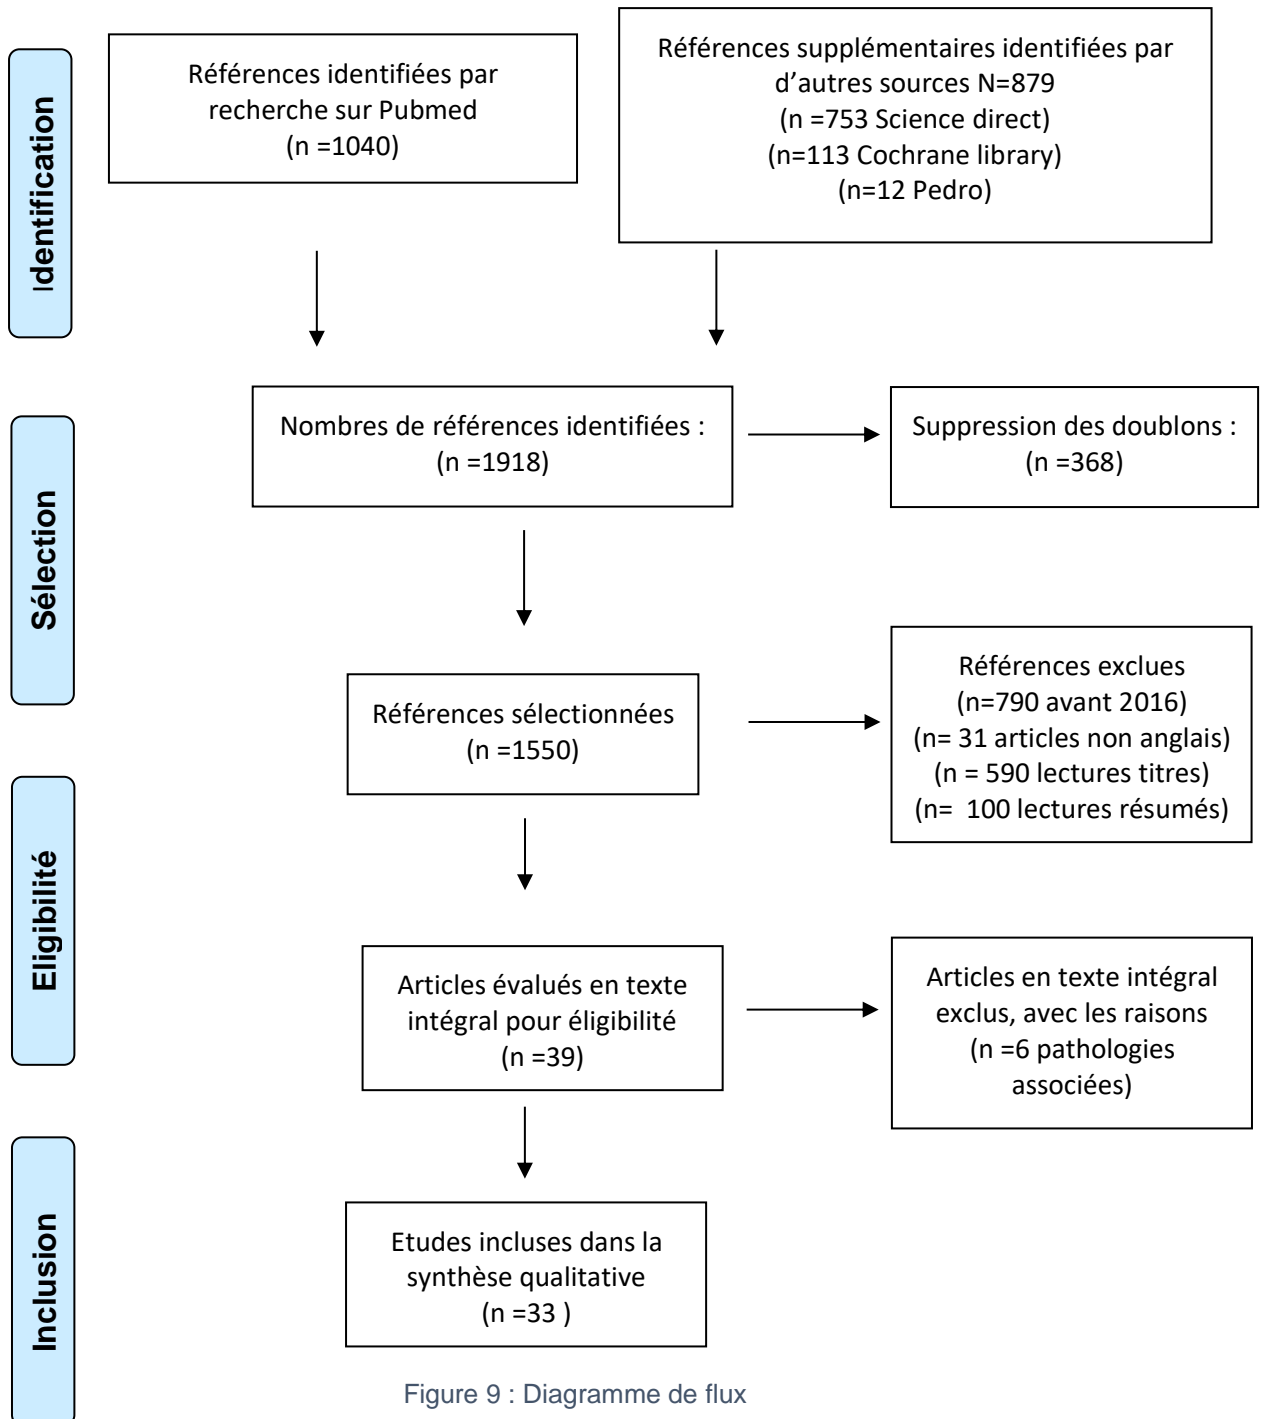 Identification
Références identifiées par
recherche sur Pubmed
(n =1040)
Références supplémentaires identifiées par
d’autres sources N=879
(n =753 Science direct)
(n=113 Cochrane library)
(n=12 Pedro)
Sélection
Nombres de références identifiées :
(n =1918)
Suppression des doublons :
(n =368)
Références sélectionnées
(n =1550)
Références exclues
(n=790 avant 2016)
(n= 31 articles non anglais)
(n = 590 lectures titres)
(n=  100 lectures résumés)
Eligibilité
Articles évalués en texte
intégral pour éligibilité
(n =39)
Articles en texte intégral
exclus, avec les raisons
(n =6 pathologies
associées)
Inclusion
Etudes incluses dans la
synthèse qualitative
(n =33 )
Figure 9 : Diagramme de flux